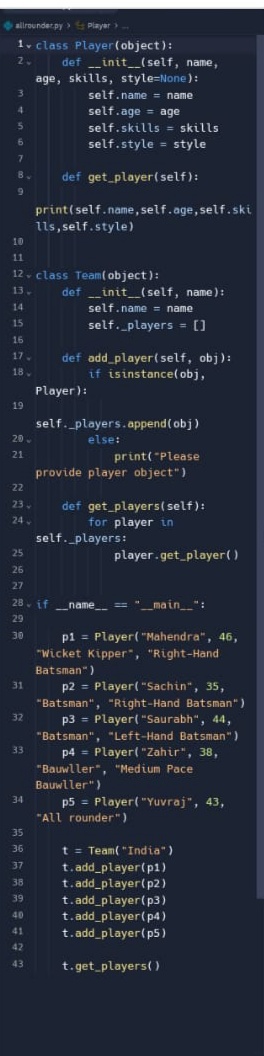 allrounder.py > Player > ...
1 class Player(object):
2 def __init__(self, name,
age, skills, style=None):
3 self.name = name
4 self.age = age
5 self.skills = skills
6 self.style = style
7
8 def get_player(self):
9
print(self.name,self.age,self.ski
lls,self.style)
10
11
12 class Team(object):
13 def __init__(self, name):
14 self.name = name
15 self._players = []
16
17 def add_player(self, obj):
18 if isinstance(obj,
Player):
19
self._players.append(obj)
20 else:
21 print("Please
provide player object")
22
23 def get_players(self):
24 for player in
self._players:
25 player.get_player()
26
27
28 if __name__ == "__main__":
29
30 p1 = Player("Mahendra", 46,
"Wicket Kipper", "Right-Hand
Batsman")
31 p2 = Player("Sachin", 35,
"Batsman", "Right-Hand Batsman")
32 p3 = Player("Saurabh", 44,
"Batsman", "Left-Hand Batsman")
33 p4 = Player("Zahir", 38,
"Bauwller", "Medium Pace
Bauwller")
34 p5 = Player("Yuvraj", 43,
"All rounder")
35
36 t = Team("India")
37 t.add_player(p1)
38 t.add_player(p2)
39 t.add_player(p3)
40 t.add_player(p4)
41 t.add_player(p5)
42
43 t.get_players()